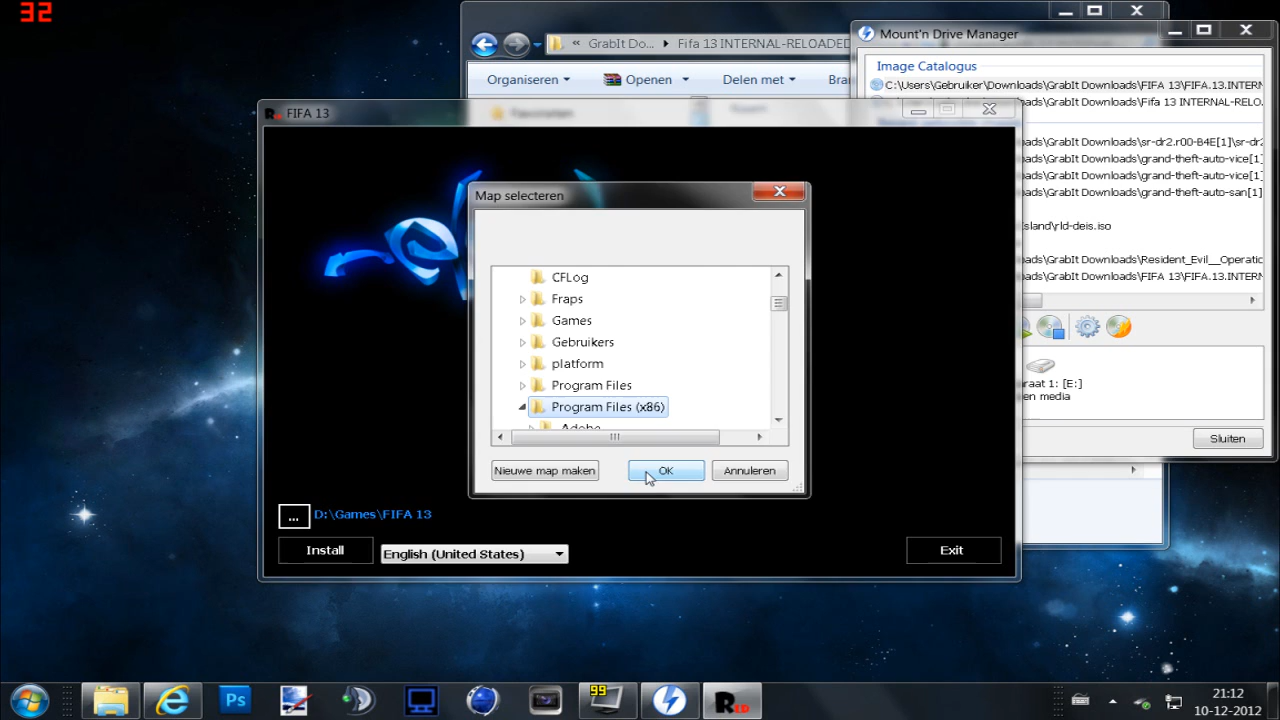 32
GrabIt Do... Fifa 13 INTERNAL-RELOADED
Organiseren Openen Delen met
Favorieten
Mount'n Drive Manager
Image Catalogus
C:\Users\Gebruiker\Downloads\GrabIt Downloads\FIFA 13\FIFA.13.INTERN
ads\GrabIt Downloads\Fifa 13 INTERNAL-RELO
ads\GrabIt Downloads\sr-dr2.r00-B4E[1]\sr-dr2
ads\GrabIt Downloads\grand-theft-auto-vice[1]
ads\GrabIt Downloads\grand-theft-auto-vice[1]
ads\GrabIt Downloads\grand-theft-auto-san[1]
sland\rld-deis.iso
ads\GrabIt Downloads\Resident_Evil__Operatio
ads\GrabIt Downloads\FIFA 13\FIFA.13.INTERN
raat 1: [E:]
en media
Sluiten
FIFA 13
Map selecteren
CFLog
Fraps
Games
Gebruikers
platform
Program Files
Program Files (x86)
Adobe
Nieuwe map maken OK Annuleren
... D:\Games\FIFA 13
Install English (United States) Exit
Ps
99
RLD
21:12
10-12-2012